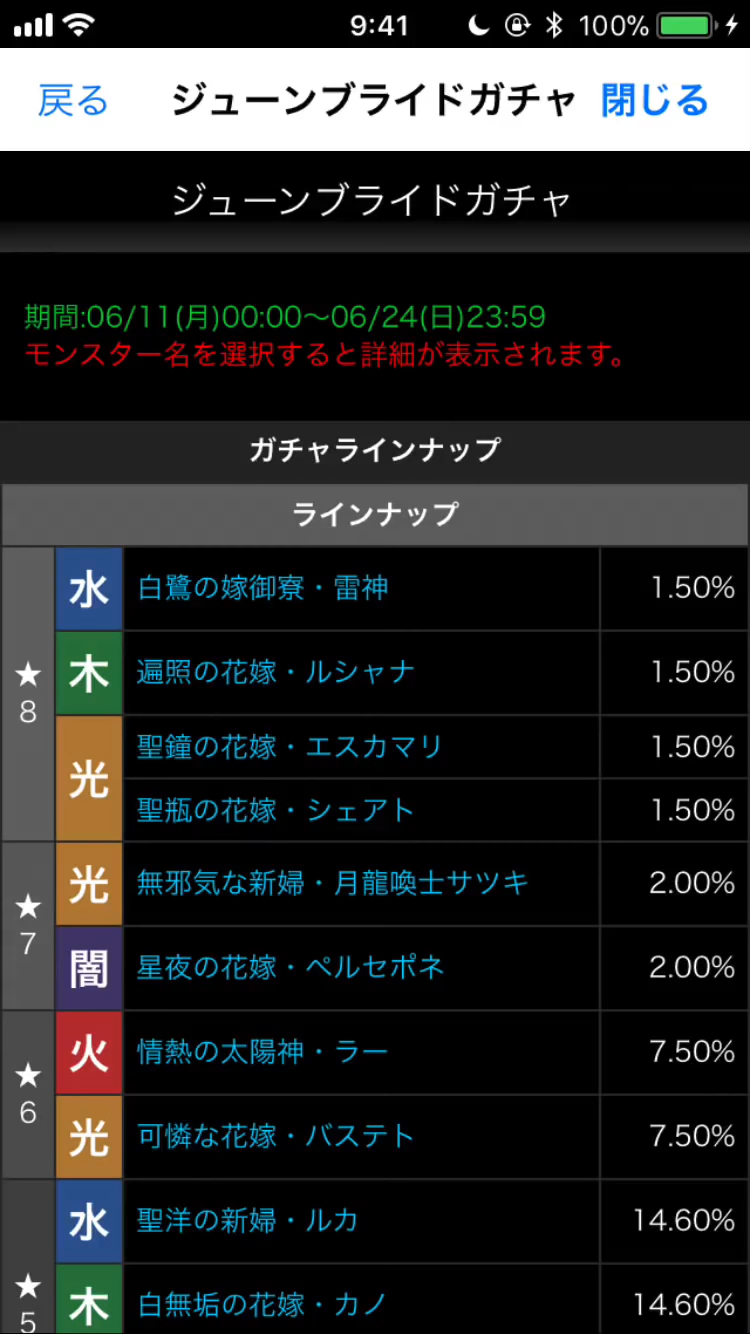 9:41 100%
戻る ジューンブライドガチャ 閉じる
ジューンブライドガチャ
期間:06/11(月)00:00〜06/24(日)23:59
モンスター名を選択すると詳細が表示されます。
ガチャラインナップ
ラインナップ
★8
水 白鷺の嫁御寮・雷神 1.50%
木 遍照の花嫁・ルシャナ 1.50%
光 聖鐘の花嫁・エスカマリ 1.50%
聖瓶の花嫁・シェアト 1.50%
★7
光 無邪気な新婦・月龍喚士サツキ 2.00%
闇 星夜の花嫁・ペルセポネ 2.00%
★6
火 情熱の太陽神・ラー 7.50%
光 可憐な花嫁・バステト 7.50%
★5
水 聖洋の新婦・ルカ 14.60%
木 白無垢の花嫁・カノ 14.60%